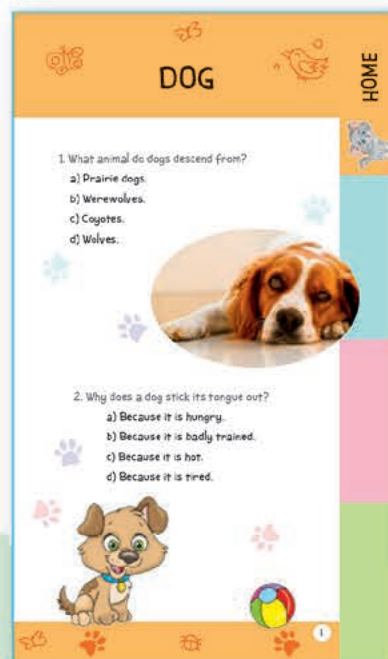 DOG
HOME
1. What animal do dogs descend from?
a) Prairie dogs.
b) Werewolves.
c) Coyotes.
d) Wolves.
2. Why does a dog stick its tongue out?
a) Because it is hungry.
b) Because it is badly trained.
c) Because it is hot.
d) Because it is tired.
1